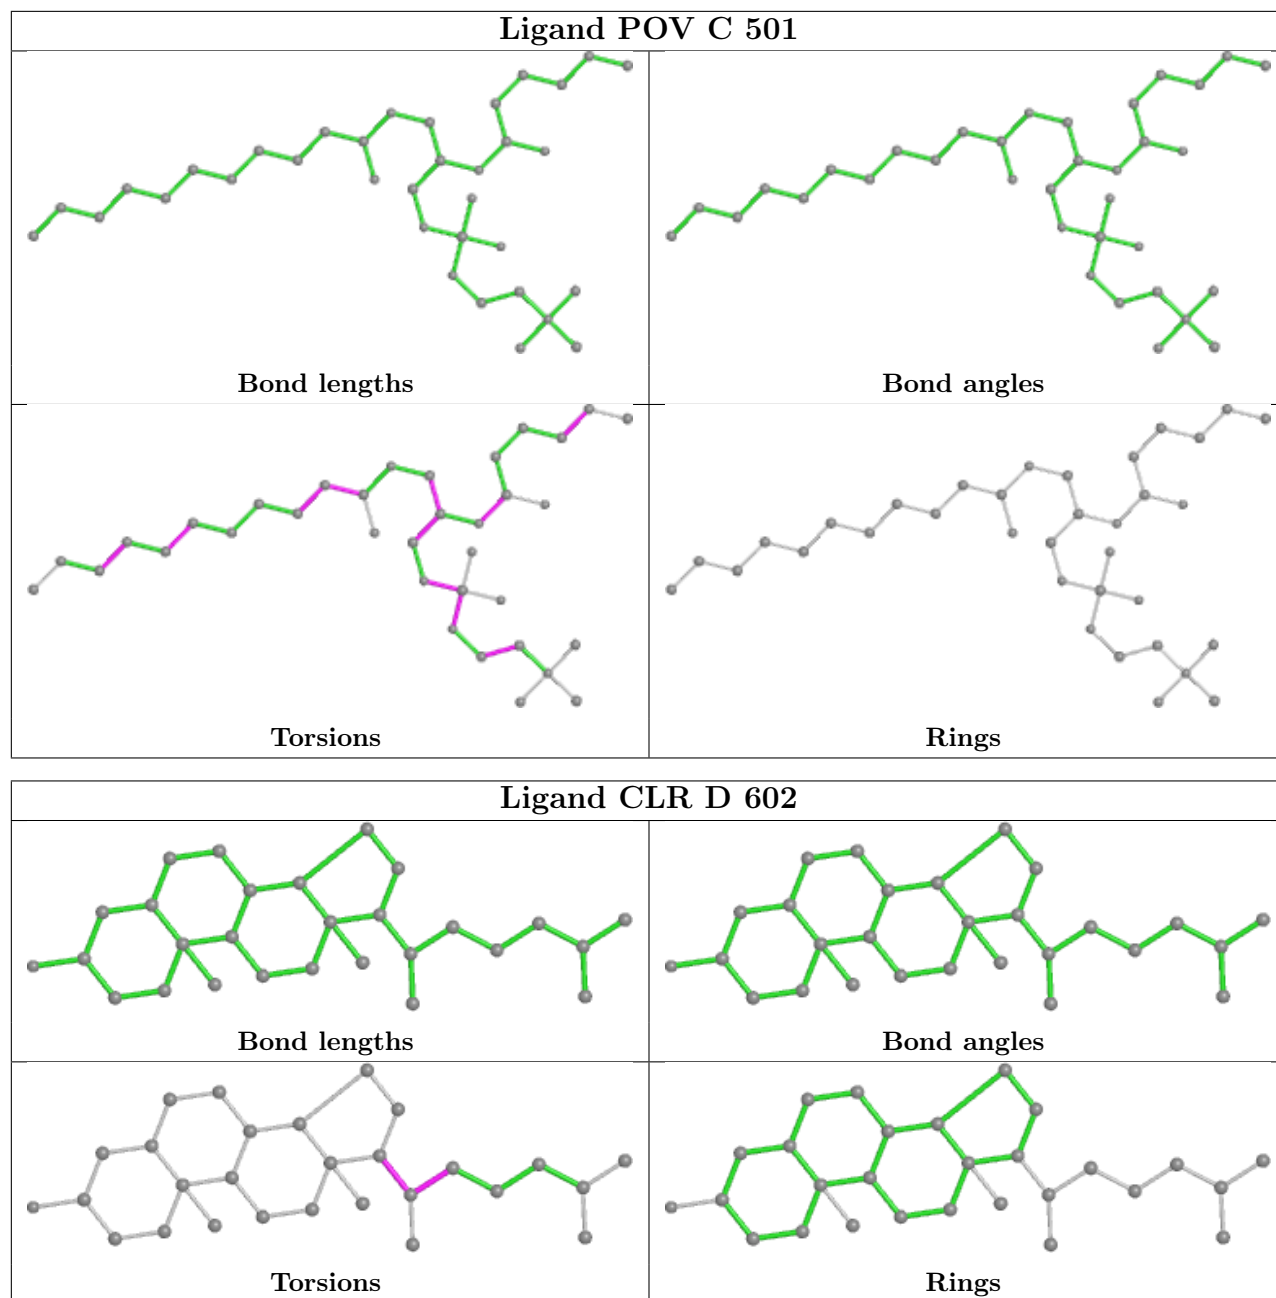 Ligand POV C 501
Bond lengths
Bond angles
Torsions
Rings
Ligand CLR D 602
Bond lengths
Bond angles
Torsions
Rings